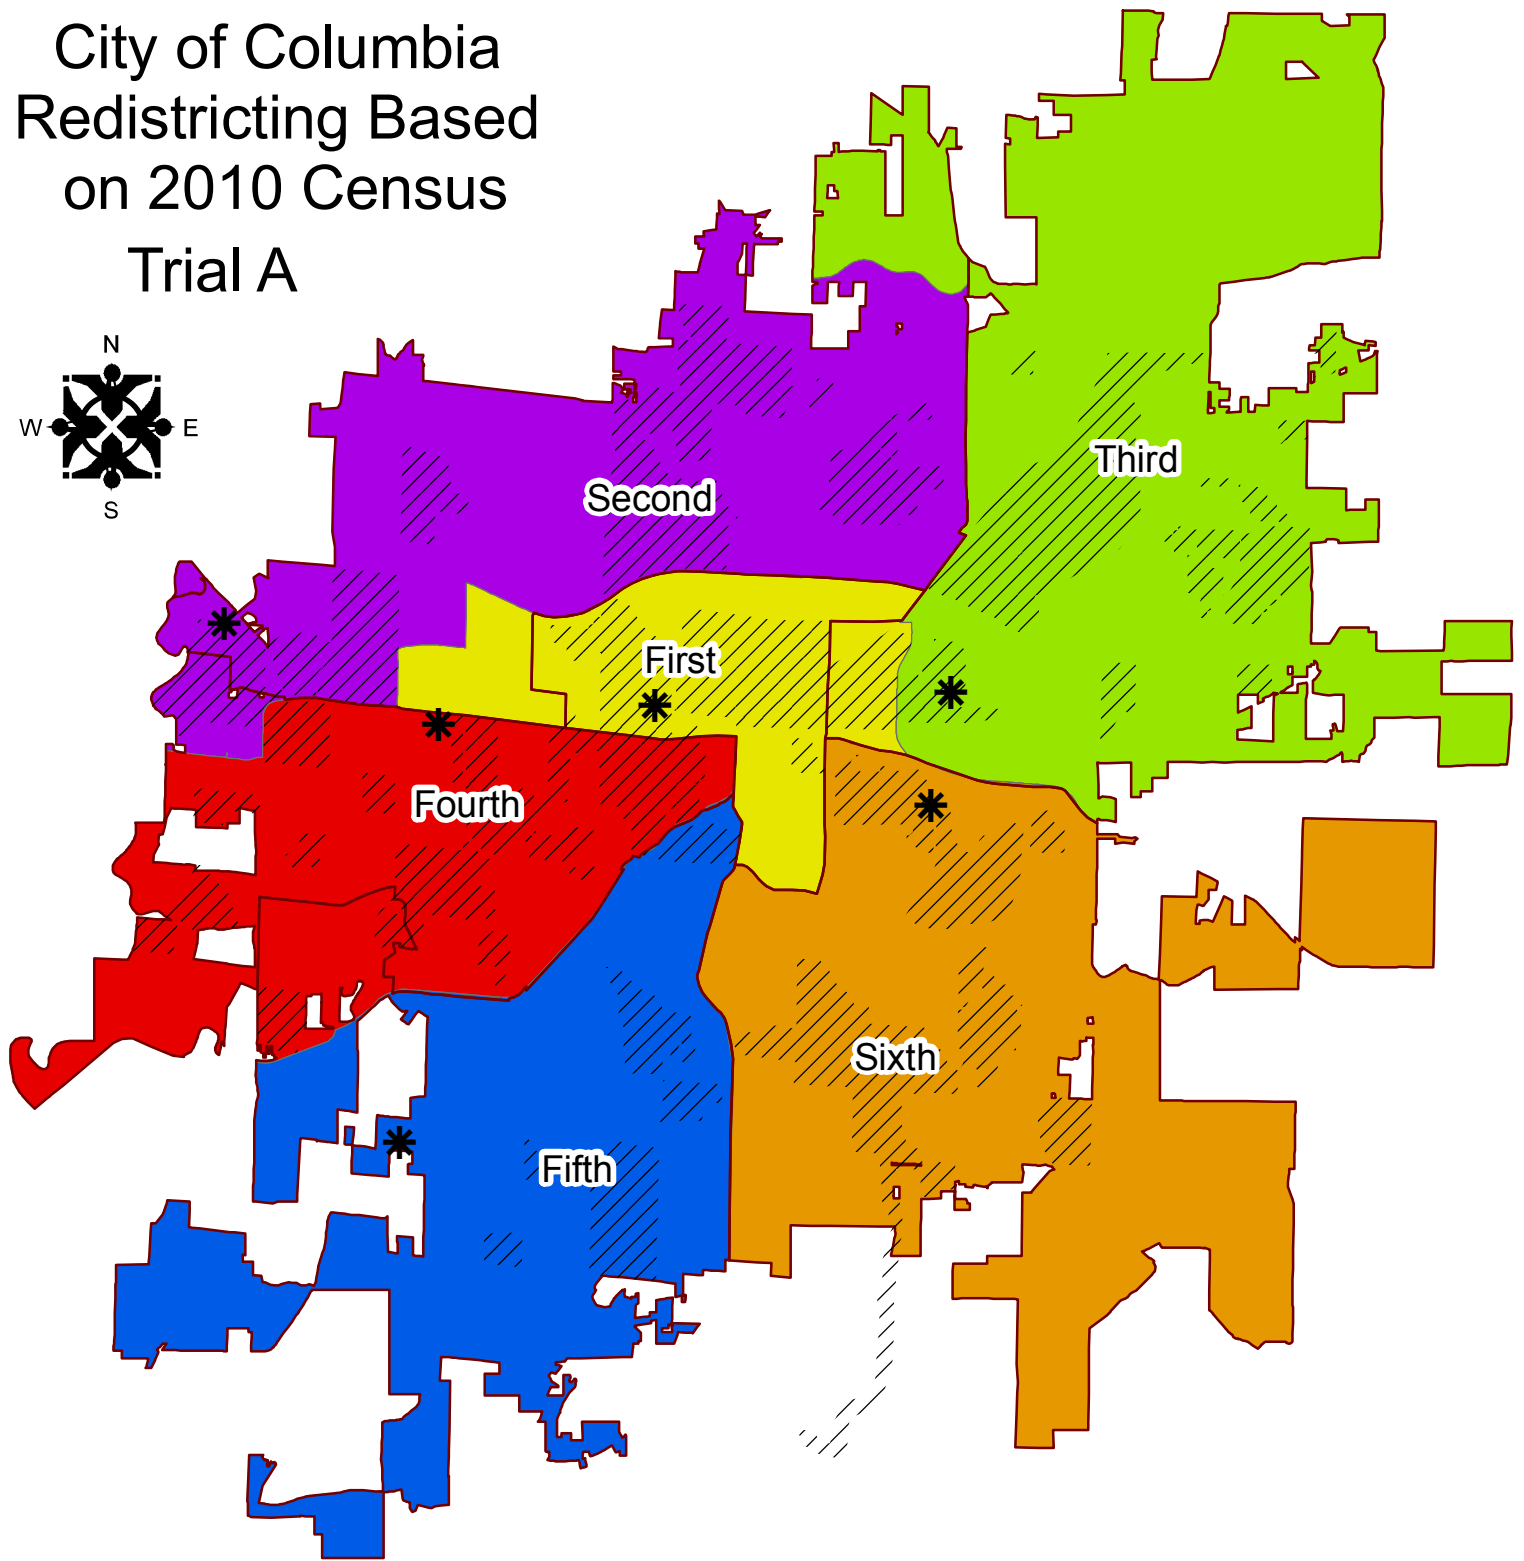 City of Columbia
Redistricting Based
on 2010 Census
Trial A
N
W E
S
Third
Second
First
Fourth
Sixth
Fifth